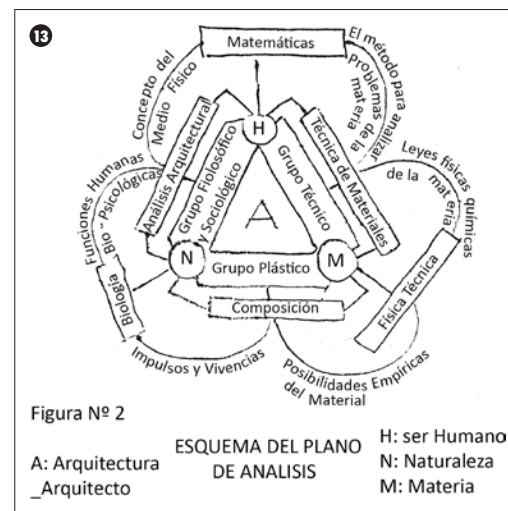 13
Matemáticas
Concepto del
Medio Físico
El método para analizar
Problemas de la
materia
H
Análisis Arquitectural
Grupo Fiolosófico
y Sociológico
Grupo Técnico
Técnica de Materiales
Leyes físicas químicas
de la materia
Funciones Humanas
Bio - Psicológicas
A
N
Grupo Plástico
M
Biología
Composición
Física Técnica
Impulsos y Vivencias
Posibilidades Empíricas
del Material
Figura Nº 2
ESQUEMA DEL PLANO
DE ANALISIS
A: Arquitectura
_Arquitecto
H: ser Humano
N: Naturaleza
M: Materia